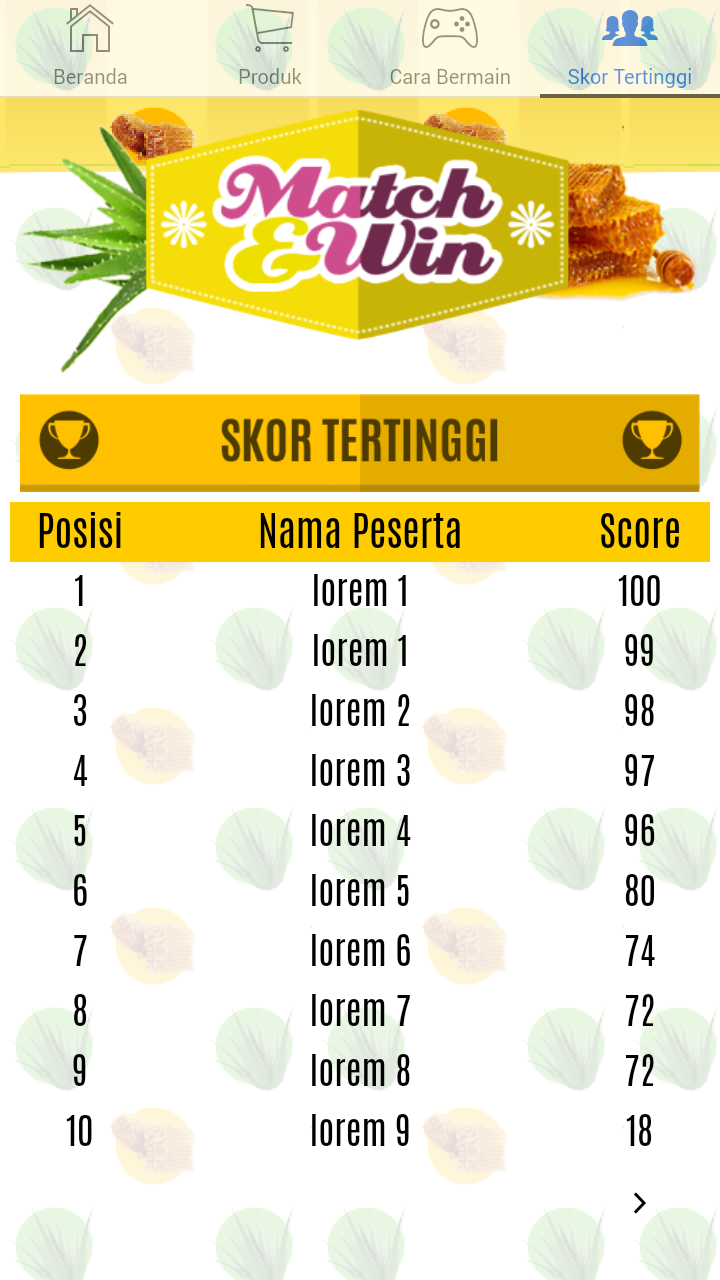 Beranda Produk Cara Bermain Skor Tertinggi
Match
&Win
SKOR TERTINGGI
Posisi Nama Peserta Score
1 lorem 1 100
2 lorem 1 99
3 lorem 2 98
4 lorem 3 97
5 lorem 4 96
6 lorem 5 80
7 lorem 6 74
8 lorem 7 72
9 lorem 8 72
10 lorem 9 18